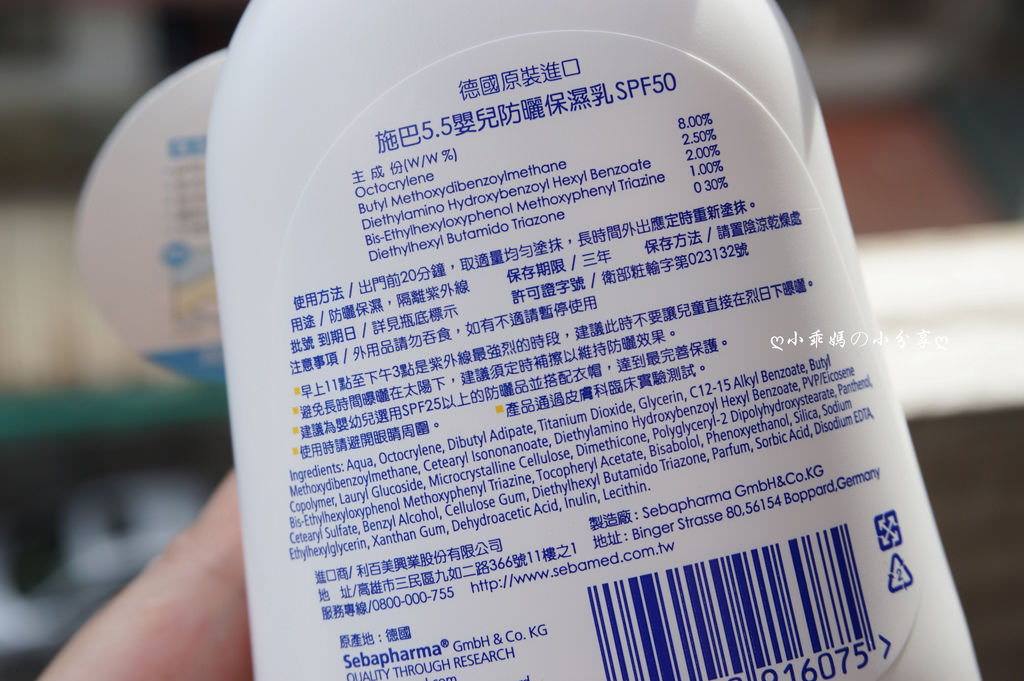 德國原裝進口
施巴5.5嬰兒防曬保濕乳SPF50
主 成 份(W/W %)
Octocrylene 8.00%
Butyl Methoxydibenzoylmethane 2.50%
Diethylamino Hydroxybenzoyl Hexyl Benzoate 2.00%
Bis-Ethylhexyloxyphenol Methoxyphenyl Triazine 1.00%
Diethylhexyl Butamido Triazone 0 30%
使用方法 / 出門前20分鐘，取適量均勻塗抹，長時間外出應定時重新塗抹。
用途 / 防曬保濕，隔離紫外線 保存期限 / 三年 保存方法 / 請置陰涼乾燥處
批號 到期日 / 詳見瓶底標示 許可證字號 / 衛部粧輸字第023132號
注意事項 / 外用品請勿吞食，如有不適請暫停使用
早上11點至下午3點是紫外線最強烈的時段，建議此時不要讓兒童直接在烈日下曝曬。
避免長時間曝曬在太陽下，建議須定時補擦以維持防曬效果。
建議為嬰幼兒選用SPF25以上的防曬品並搭配衣帽，達到最完善保護。
使用時請避開眼睛周圍。 產品通過皮膚科臨床實驗測試。
Ingredients: Aqua, Octocrylene, Dibutyl Adipate, Titanium Dioxide, Glycerin, C12-15 Alkyl Benzoate, Butyl
Methoxydibenzoylmethane, Cetearyl Isononanoate, Diethylamino Hydroxybenzoyl Hexyl Benzoate, PVP/Eicosene
Copolymer, Lauryl Glucoside, Microcrystalline Cellulose, Dimethicone, Polyglyceryl-2 Dipolyhydroxystearate, Panthenol,
Bis-Ethylhexyloxyphenol Methoxyphenyl Triazine, Tocopheryl Acetate, Bisabolol, Phenoxyethanol, Silica, Sodium
Cetearyl Sulfate, Benzyl Alcohol, Cellulose Gum, Diethylhexyl Butamido Triazone, Parfum, Sorbic Acid, Disodium EDTA,
Ethylhexylglycerin, Xanthan Gum, Dehydroacetic Acid, Inulin, Lecithin.
進口商/ 利百美興業股份有限公司 製造廠 : Sebapharma GmbH&Co.KG
地 址/高雄市三民區九如二路366號11樓之1 地址 : Binger Strasse 80,56154 Boppard,Germany
服務專線/0800-000-755 http://www.sebamed.com.tw
原產地 : 德國
Sebapharma® GmbH & Co. KG
QUALITY THROUGH RESEARCH
916075
2
小乖媽の小分享